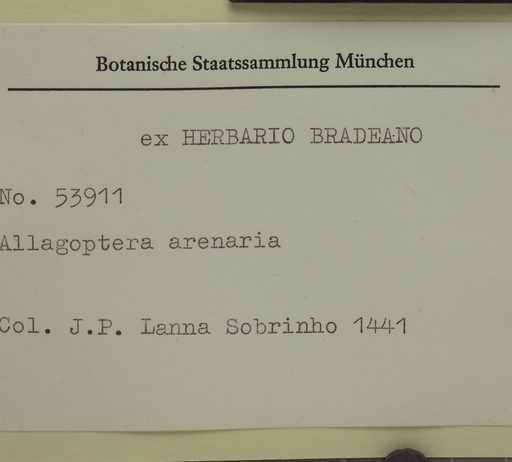 Botanische Staatssammlung München
ex HERBARIO BRADEANO
No. 53911
Allagoptera arenaria
Col. J.P. Lanna Sobrinho 1441